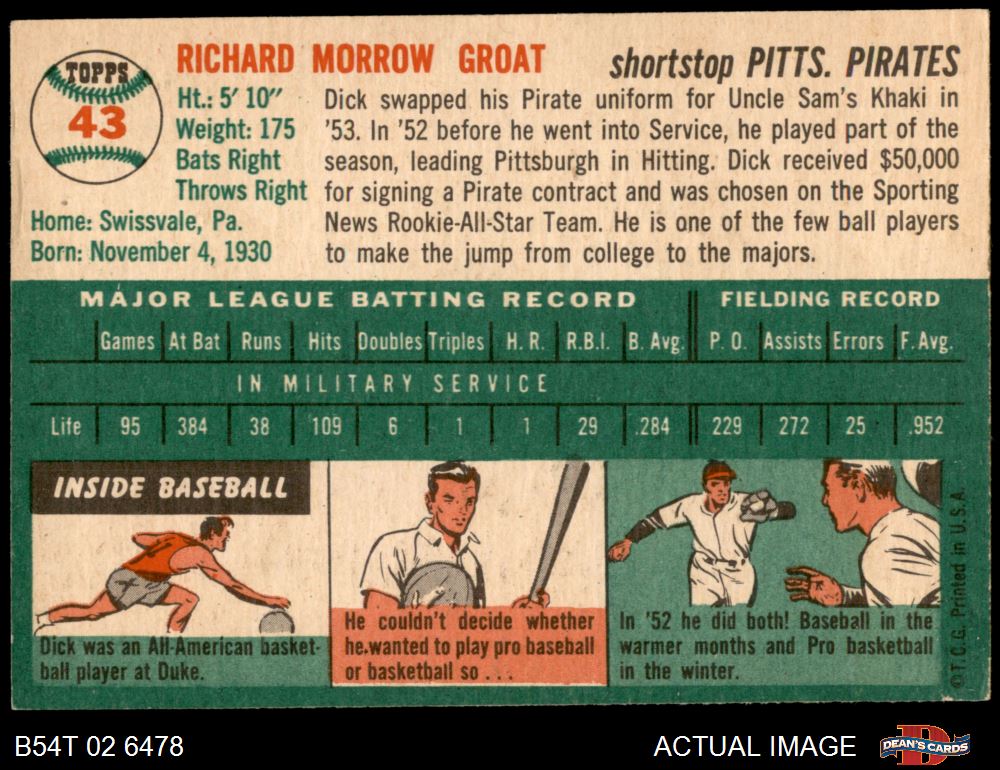 TOPPS
43
RICHARD MORROW GROAT
shortstop PITTS. PIRATES
Ht.: 5' 10"
Weight: 175
Bats Right
Throws Right
Home: Swissvale, Pa.
Born: November 4, 1930
Dick swapped his Pirate uniform for Uncle Sam's Khaki in
'53. In '52 before he went into Service, he played part of the
season, leading Pittsburgh in Hitting. Dick received $50,000
for signing a Pirate contract and was chosen on the Sporting
News Rookie-All-Star Team. He is one of the few ball players
to make the jump from college to the majors.
MAJOR LEAGUE BATTING RECORD FIELDING RECORD
Games At Bat Runs Hits Doubles Triples H. R. R.B.I. B. Avg. P. O. Assists Errors F. Avg.
IN MILITARY SERVICE
Life 95 384 38 109 6 1 1 29 .284 229 272 25 .952
INSIDE BASEBALL
Dick was an All-American basket-
ball player at Duke.
He couldn't decide whether
he wanted to play pro baseball
or basketball so . . .
In '52 he did both! Baseball in the
warmer months and Pro basketball
in the winter.
© T.C.G. Printed in U.S.A.
B54T 02 6478
ACTUAL IMAGE
DEAN'S CARDS